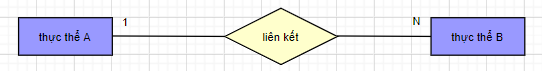 thực thể A
1
liên kết
N
thực thể B